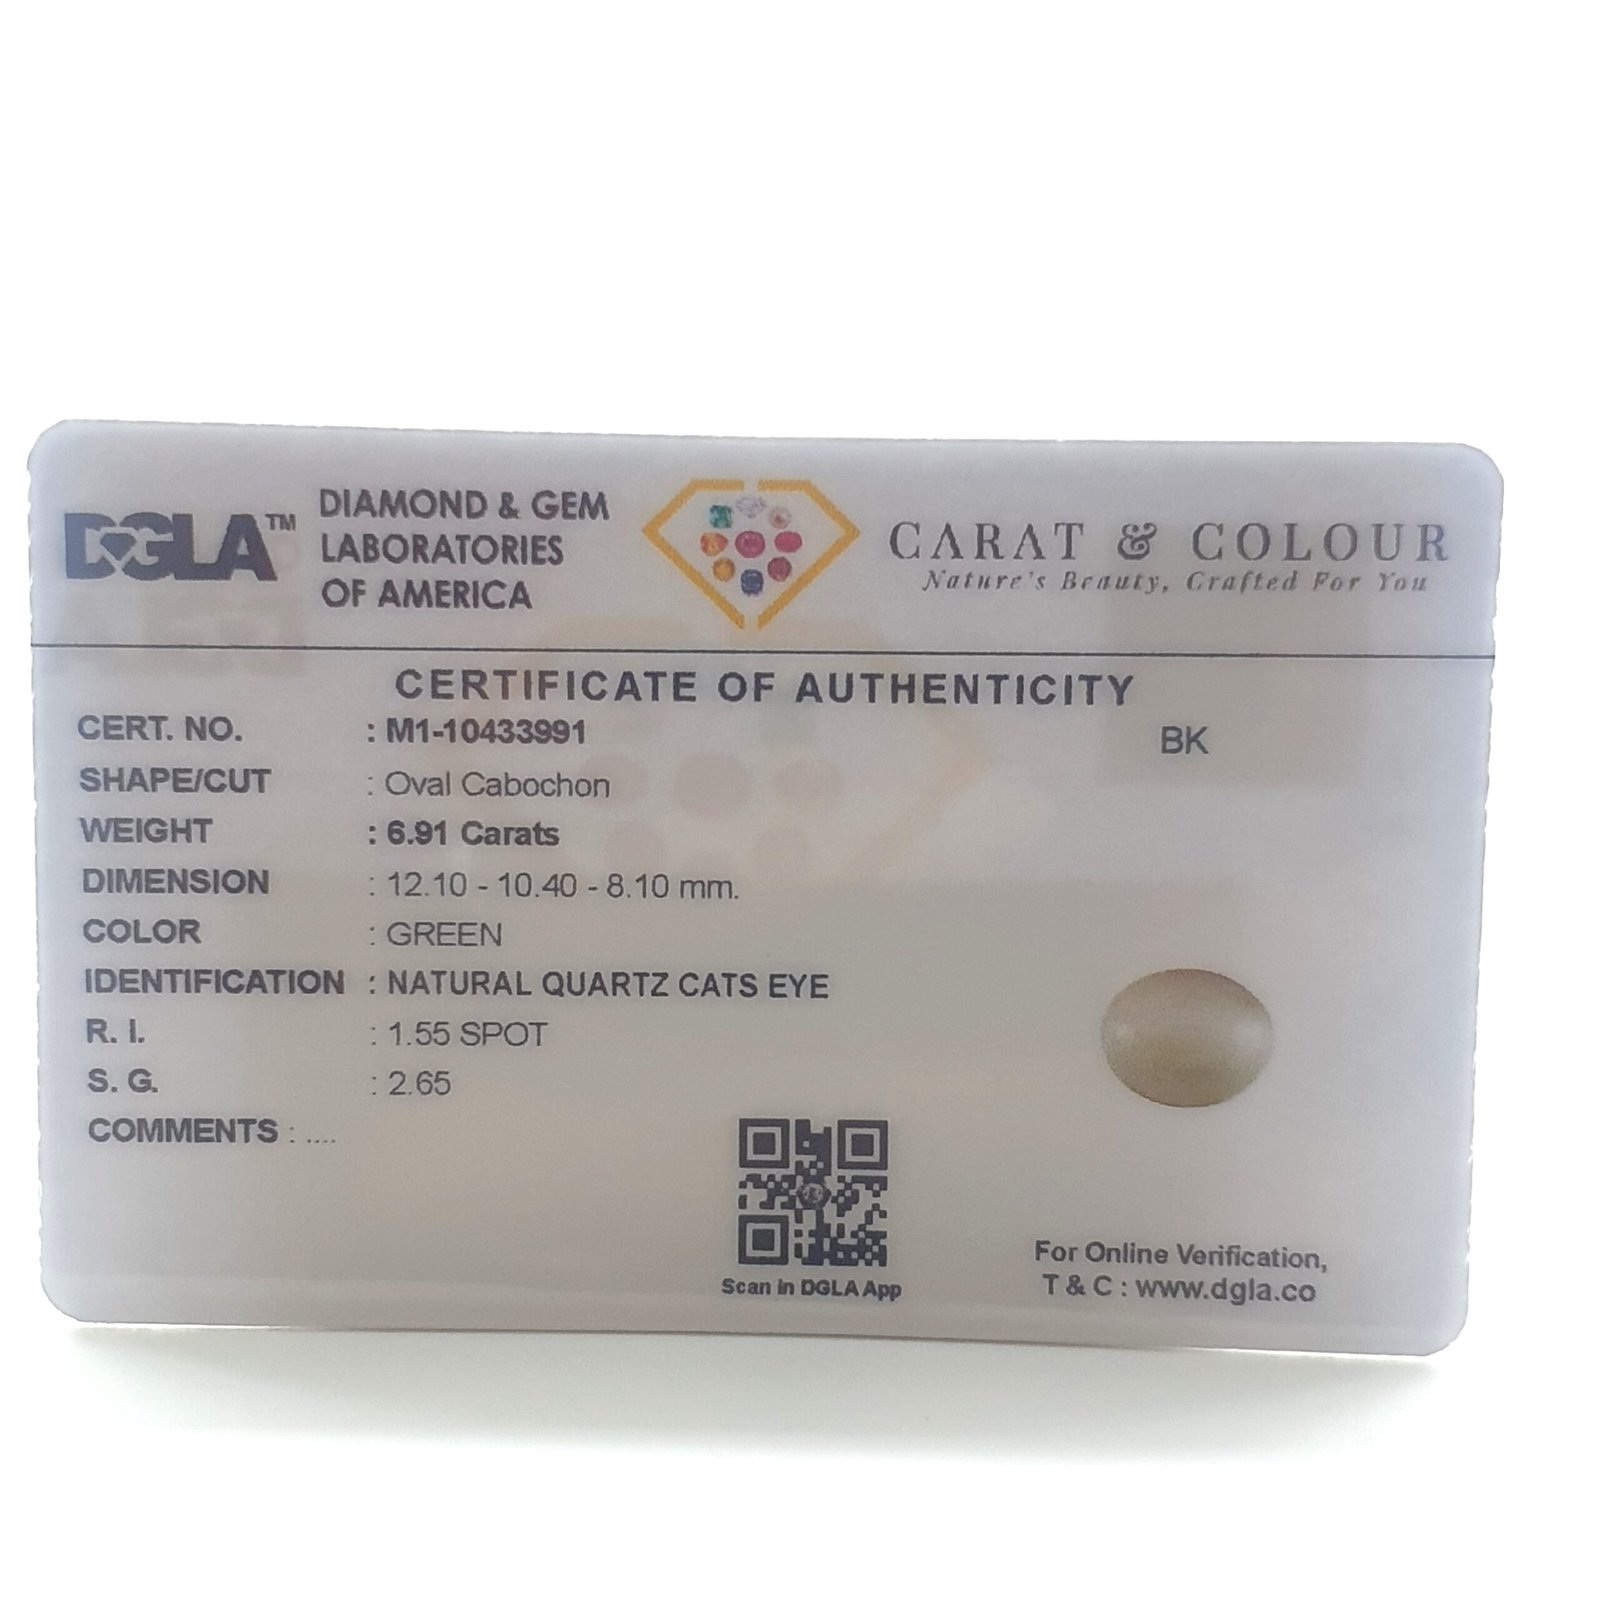 DGLA™
DIAMOND & GEM
LABORATORIES
OF AMERICA
CARAT & COLOUR
Nature's Beauty, Crafted For You
CERTIFICATE OF AUTHENTICITY
CERT. NO. : M1-10433991
BK
SHAPE/CUT : Oval Cabochon
WEIGHT : 6.91 Carats
DIMENSION : 12.10 - 10.40 - 8.10 mm.
COLOR : GREEN
IDENTIFICATION : NATURAL QUARTZ CATS EYE
R. I. : 1.55 SPOT
S. G. : 2.65
COMMENTS : ....
Scan in DGLA App
For Online Verification,
T & C : www.dgla.co